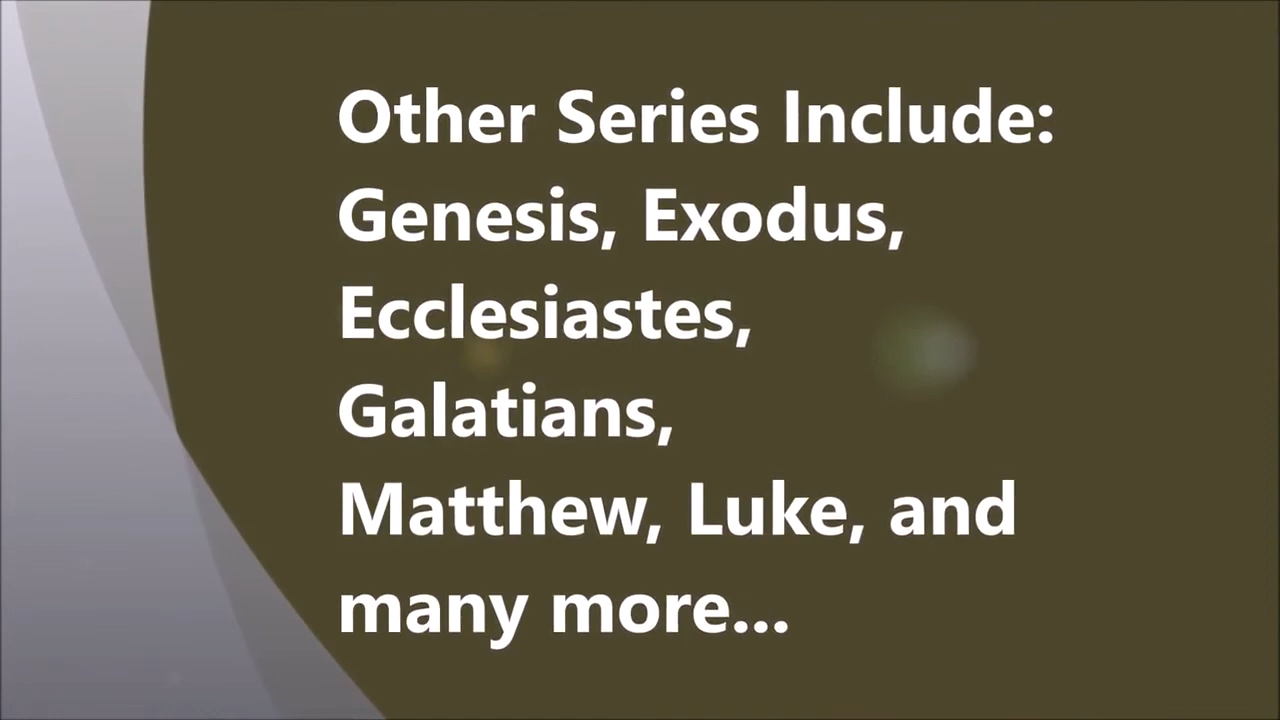 Other Series Include:
Genesis, Exodus,
Ecclesiastes,
Galatians,
Matthew, Luke, and
many more...